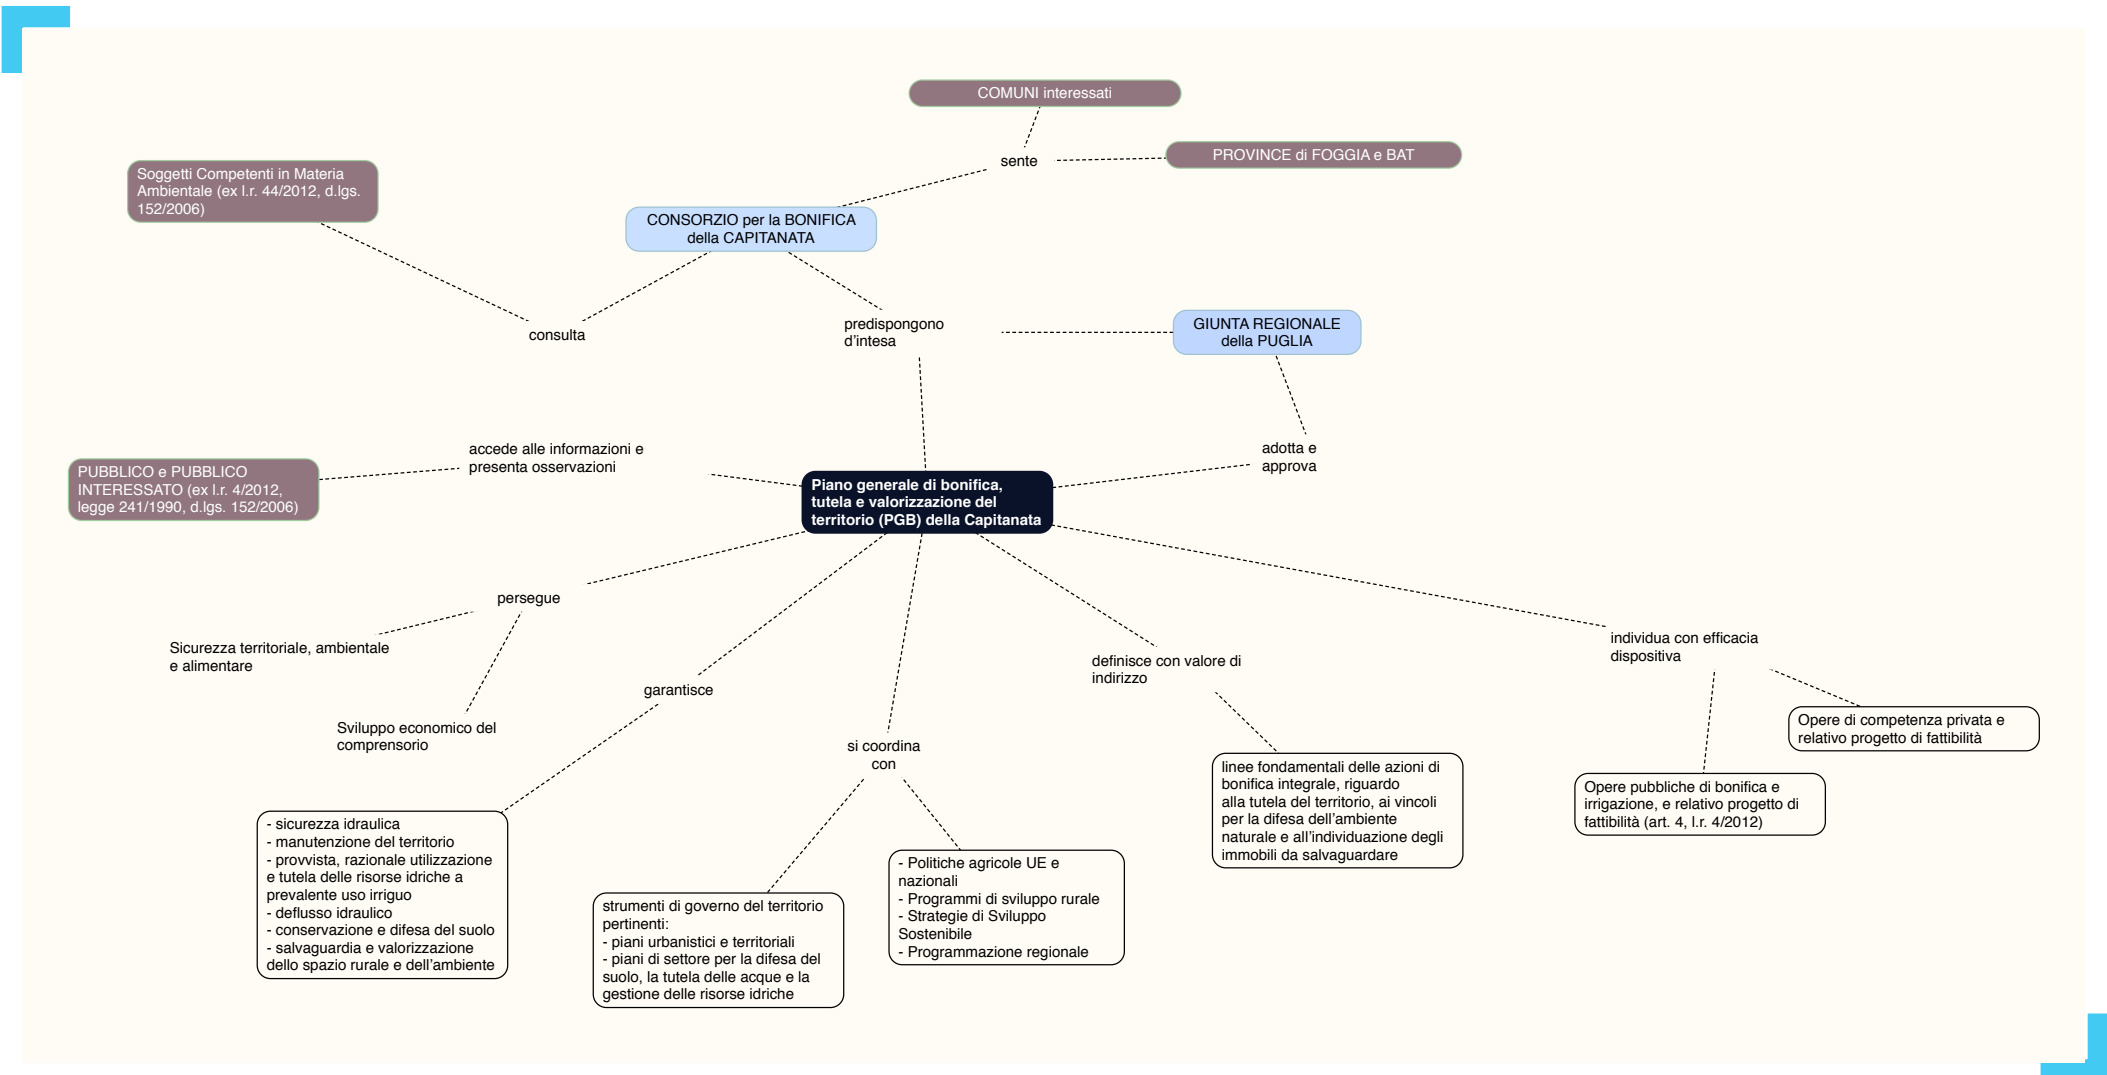 COMUNI interessati
sente
PROVINCE di FOGGIA e BAT
Soggetti Competenti in Materia
Ambientale (ex l.r. 44/2012, d.lgs.
152/2006)
CONSORZIO per la BONIFICA
della CAPITANATA
consulta
predispongono
d'intesa
GIUNTA REGIONALE
della PUGLIA
accede alle informazioni e
presenta osservazioni
adotta e
approva
PUBBLICO e PUBBLICO
INTERESSATO (ex l.r. 4/2012,
legge 241/1990, d.lgs. 152/2006)
Piano generale di bonifica,
tutela e valorizzazione del
territorio (PGB) della Capitanata
persegue
Sicurezza territoriale, ambientale
e alimentare
Sviluppo economico del
comprensorio
garantisce
- sicurezza idraulica
- manutenzione del territorio
- provvista, razionale utilizzazione
e tutela delle risorse idriche a
prevalente uso irriguo
- deflusso idraulico
- conservazione e difesa del suolo
- salvaguardia e valorizzazione
dello spazio rurale e dell'ambiente
si coordina
con
strumenti di governo del territorio
pertinenti:
- piani urbanistici e territoriali
- piani di settore per la difesa del
suolo, la tutela delle acque e la
gestione delle risorse idriche
- Politiche agricole UE e
nazionali
- Programmi di sviluppo rurale
- Strategie di Sviluppo
Sostenibile
- Programmazione regionale
definisce con valore di
indirizzo
linee fondamentali delle azioni di
bonifica integrale, riguardo
alla tutela del territorio, ai vincoli
per la difesa dell'ambiente
naturale e all'individuazione degli
immobili da salvaguardare
individua con efficacia
dispositiva
Opere di competenza privata e
relativo progetto di fattibilità
Opere pubbliche di bonifica e
irrigazione, e relativo progetto di
fattibilità (art. 4, l.r. 4/2012)